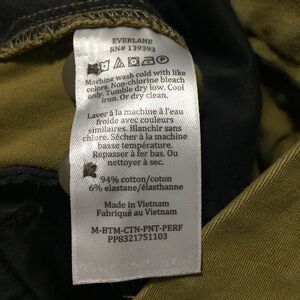 EVERLANE
RN# 139393
Machine wash cold with like
colors. Non-chlorine bleach
only. Tumble dry low. Cool
iron. Or dry clean.
Laver à la machine à l'eau
froide avec couleurs
similaires. Blanchir sans
chlore. Sécher à la machine
basse température.
Repasser à fer bas. Ou
nettoyer à sec.
94% cotton/coton
6% elastane/élasthanne
Made in Vietnam
Fabriqué au Vietnam
M-BTM-CTN-PNT-PERF
PP8321751103